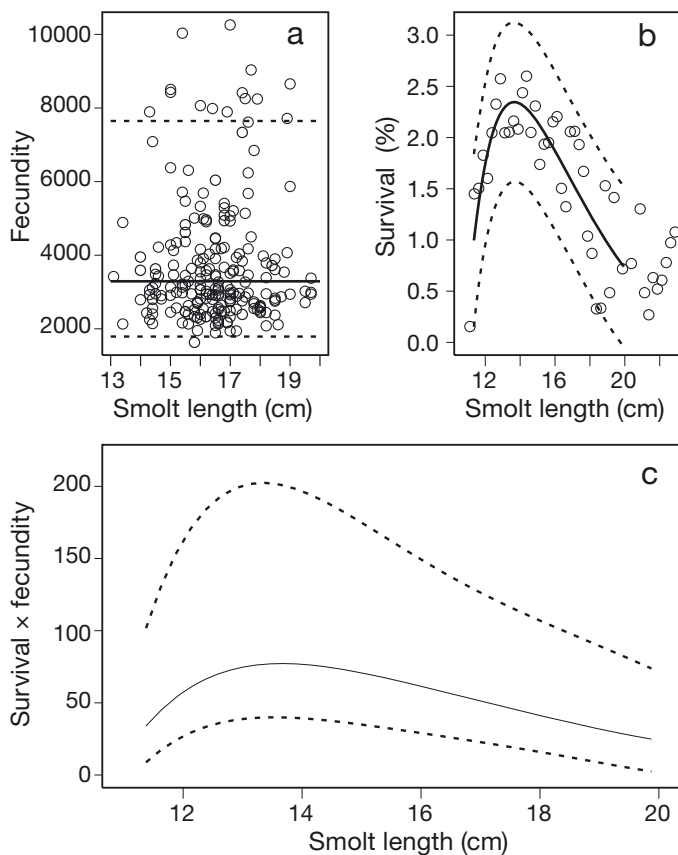 a
10000
8000
6000
4000
2000
Fecundity
13 15 17 19
Smolt length (cm)
b
3.0
2.5
2.0
1.5
1.0
0.5
0.0
Survival (%)
12 16 20
Smolt length (cm)
c
200
150
100
50
0
Survival × fecundity
12 14 16 18 20
Smolt length (cm)